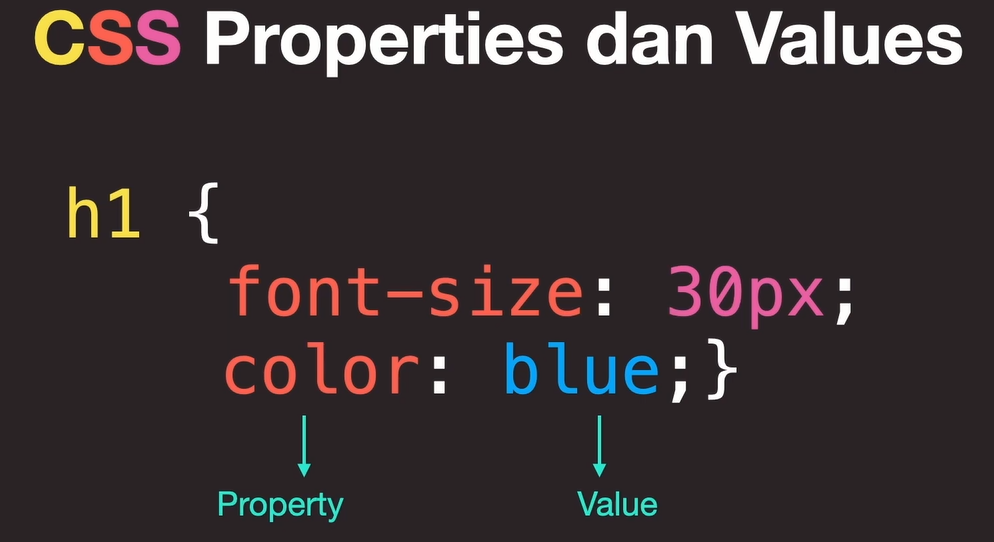 CSS Properties dan Values
h1 {
font-size: 30px;
color: blue;}
Property Value